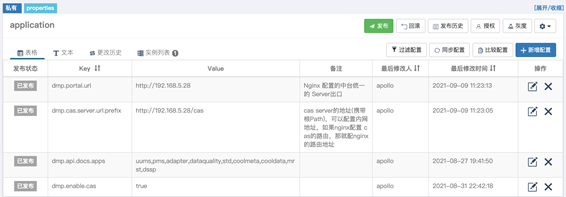 私有 properties [展开/收缩]
application 发布 回滚 发布历史 授权 灰度
表格 文本 更改历史 实例列表 1 过滤配置 同步配置 比较配置 新增配置
发布状态 Key Value 备注 最后修改人 最后修改时间 操作
已发布 dmp.portal.url http://192.168.5.28 Nginx 配置的中台统一 apollo 2021-09-09 11:23:13
的 Server出口
已发布 dmp.cas.server.url.prefix http://192.168.5.28/cas cas server的地址(携带 apollo 2021-09-09 11:23:05
根Path)，可以配置内网
地址，如果nginx配置 c
as的路由，那就配nginx
的路由地址
已发布 dmp.api.docs.apps uums,pms,adapter,dataquality,std,coolmeta,cooldata,mr apollo 2021-08-27 19:41:50
st,dssp
已发布 dmp.enable.cas true apollo 2021-08-31 22:42:18